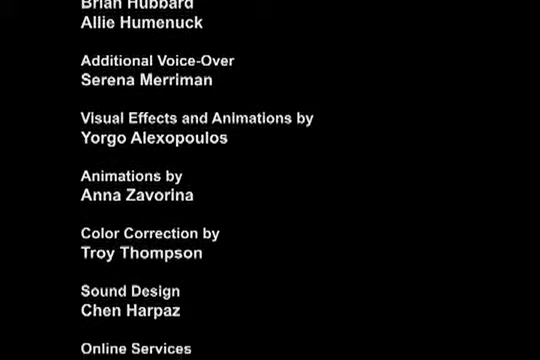 Brian Hubbard
Allie Humenuck
Additional Voice-Over
Serena Merriman
Visual Effects and Animations by
Yorgo Alexopoulos
Animations by
Anna Zavorina
Color Correction by
Troy Thompson
Sound Design
Chen Harpaz
Online Services